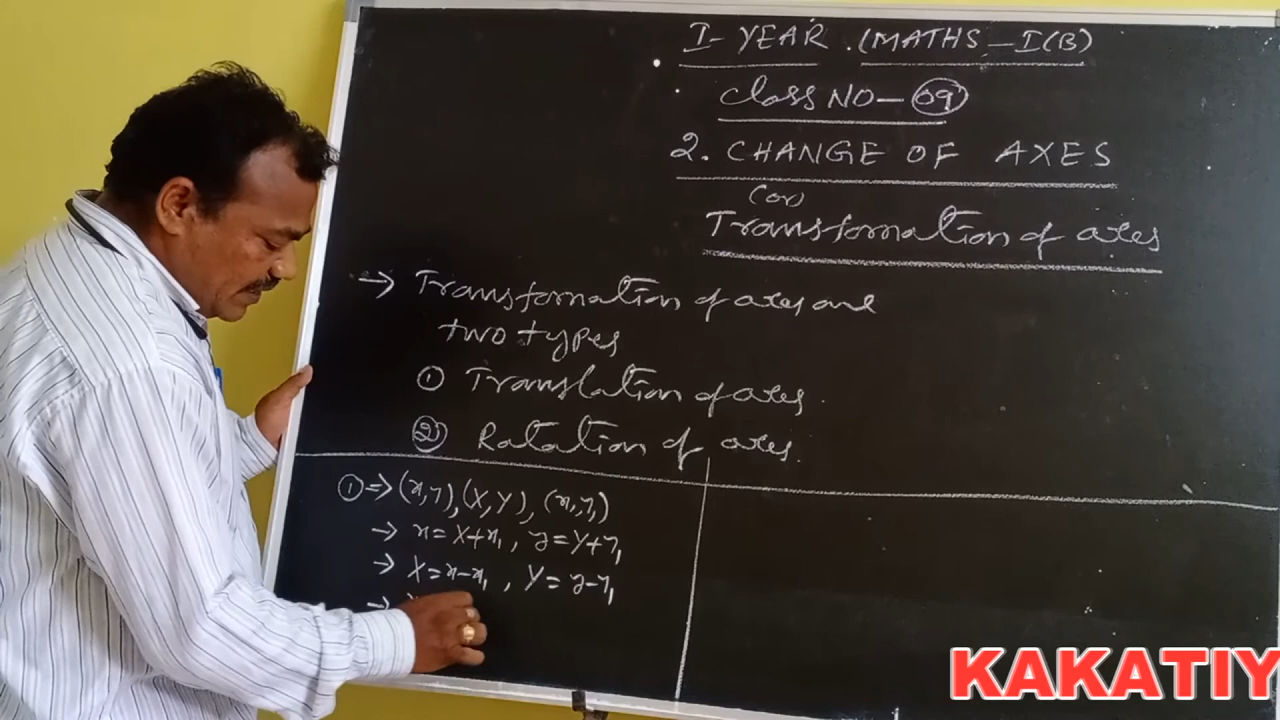 I-YEAR. (MATHS-I(B)
Class NO-09
2. CHANGE OF AXES
(or)
Transformation of axes
→ Transformation of axes are
two types
① Translation of axes.
② Rotation of axes.
①⇒(x,y),(X,Y),(x₁,y₁)
→ x=X+x₁, y=Y+y₁
→ X=x-x₁, Y=y-y₁
→
KAKATIY